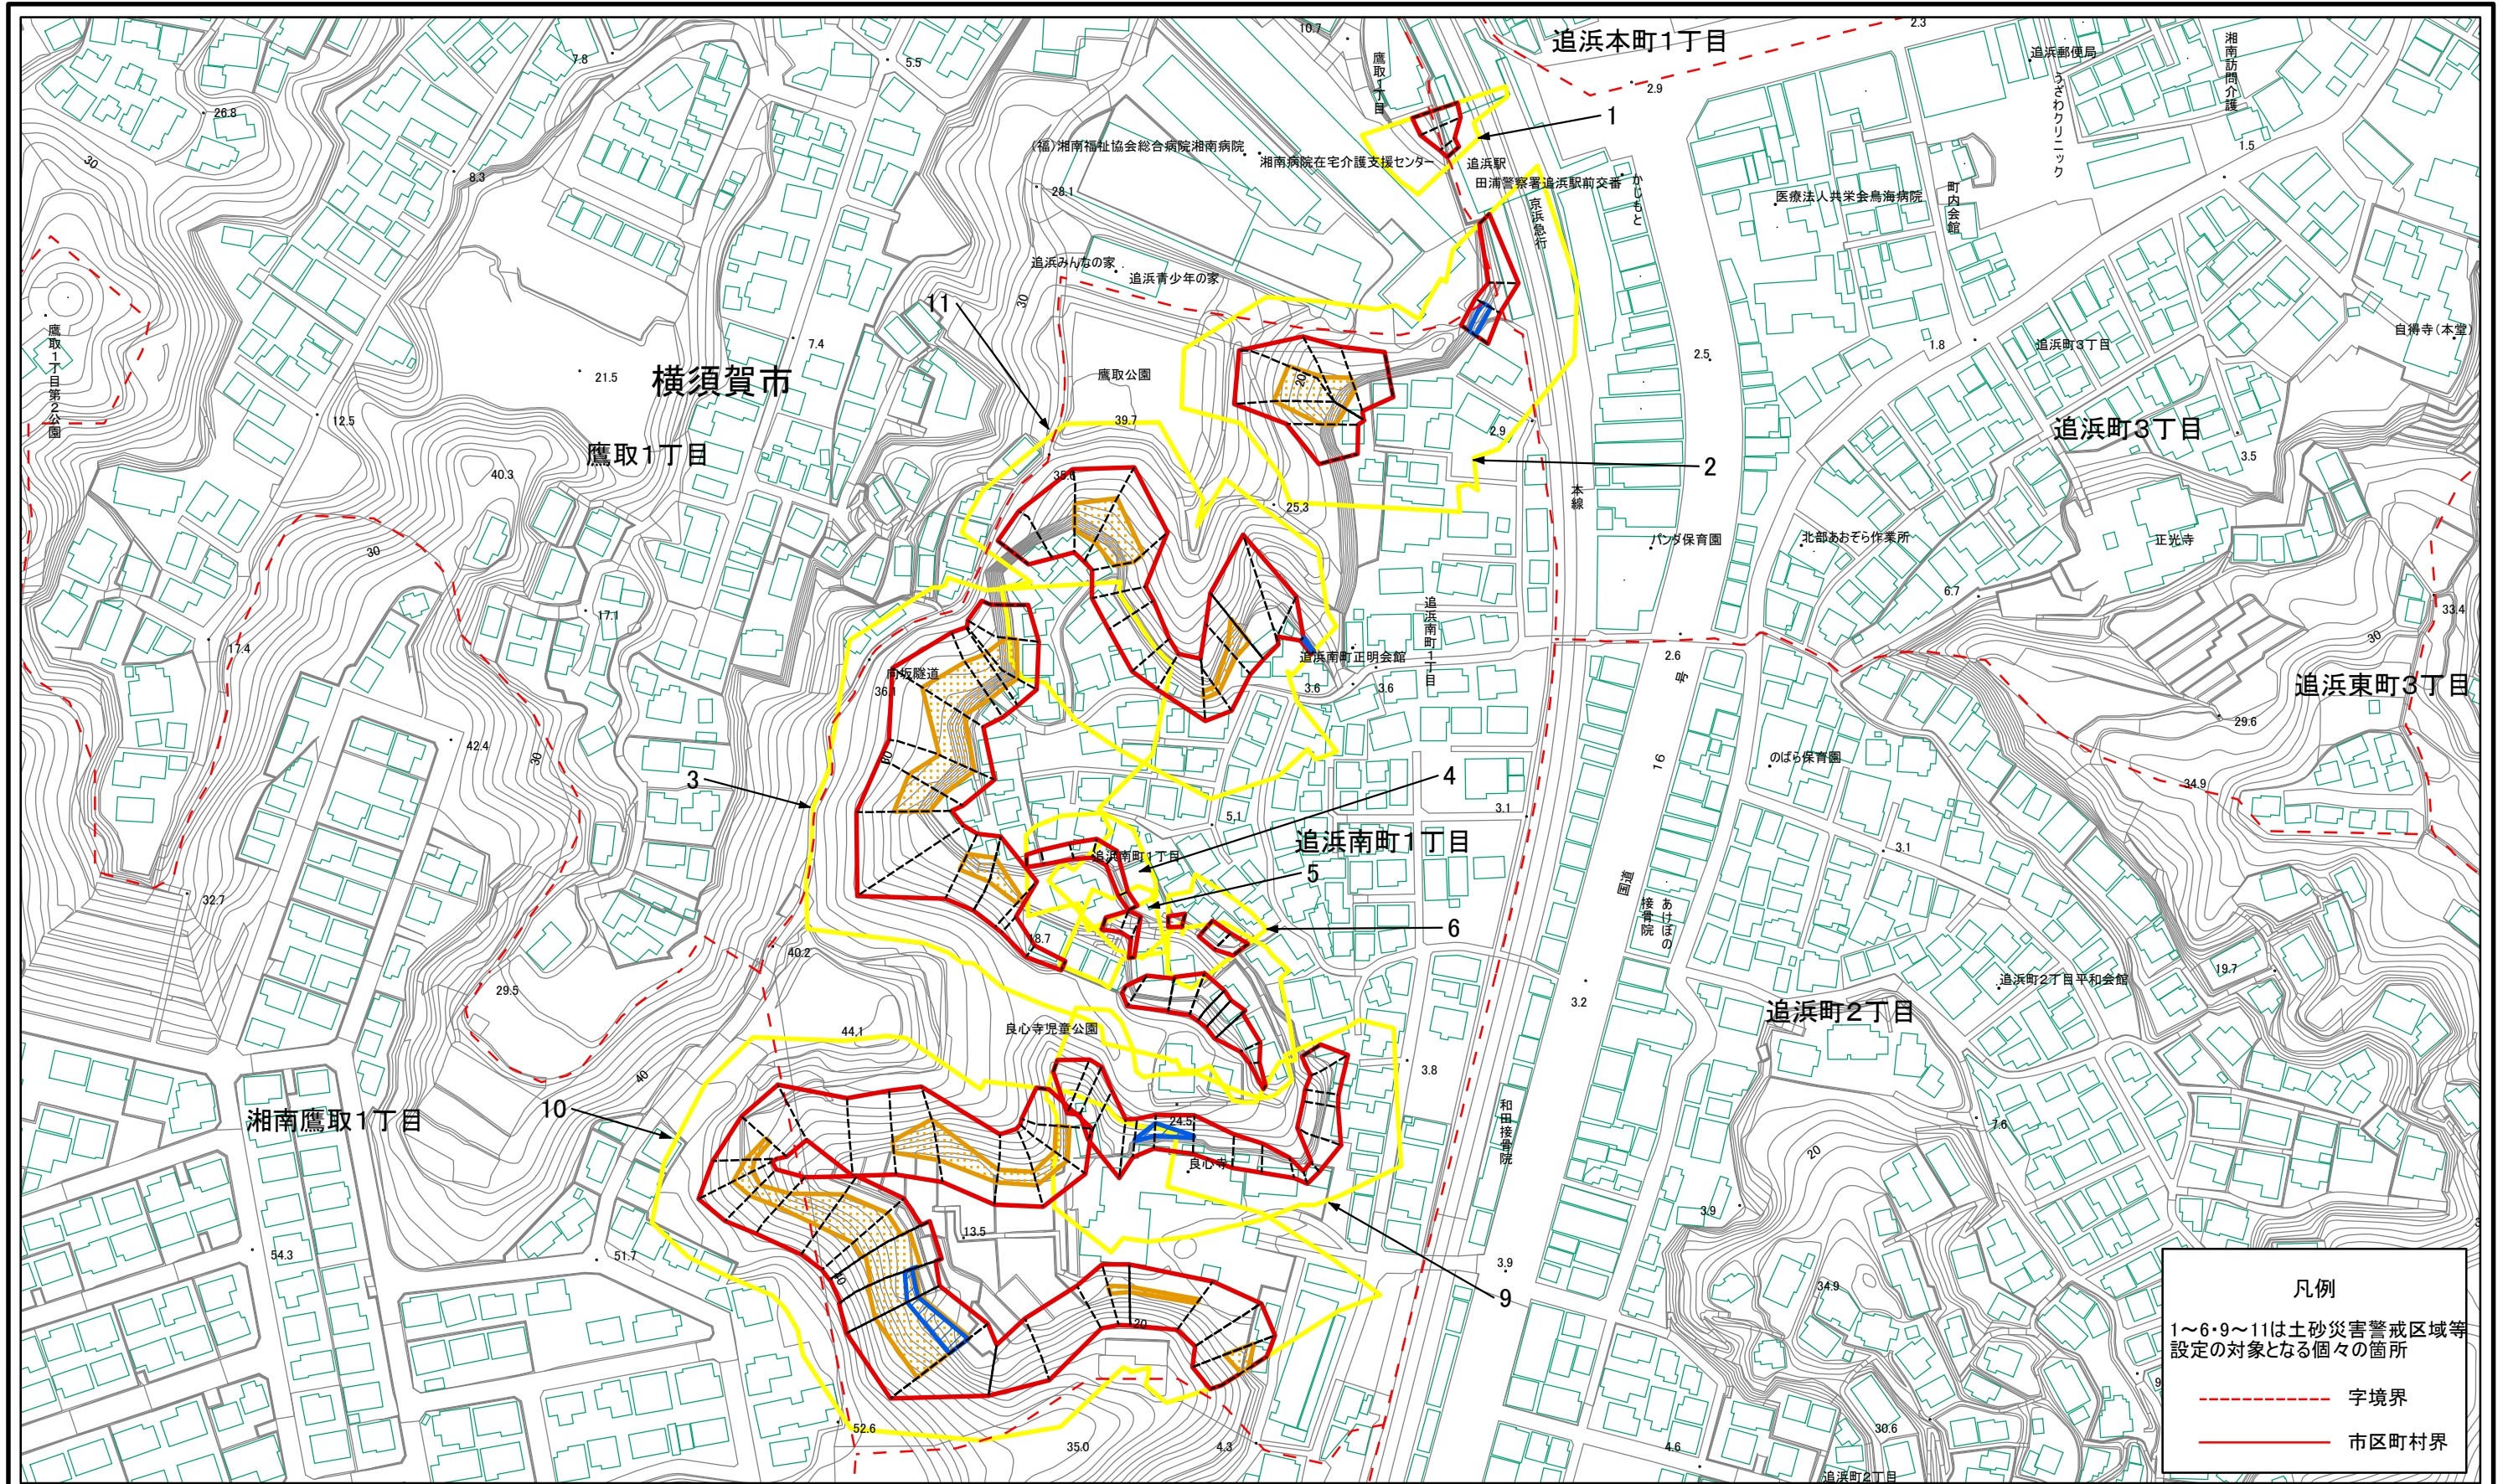 追浜本町1丁目
2.3
10.7
鷹取1丁目
追浜郵便局
うざわクリニック
湘南訪問介護
7.8
5.5
2.9
26.8
1
30
8.3
(福)湘南福祉協会総合病院湘南病院
湘南病院在宅介護支援センター
追浜駅
田浦警察署追浜駅前交番
かじもと
1.5
28.1
医療法人共栄会鳥海病院
町内会館
京浜急行
追浜みんなの家
追浜青少年の家
11
30
鷹取1丁目第2公園
自得寺(本堂)
7.4
2.5
1.8
追浜町3丁目
21.5
横須賀市
鷹取公園
20
12.5
39.7
2.9
追浜町3丁目
鷹取1丁目
2
3.5
40.3
35.6
本線
25.3
30
パンダ保育園
北部あおぞら作業所
正光寺
17.1
6.7
33.4
追浜南町1丁目
30
17.4
追浜南町正明会館
2.6
号
向坂隧道
36.1
3.6
3.6
追浜東町3丁目
29.6
42.4
30
16
のばら保育園
3
4
34.9
3.1
5.1
追浜南町1丁目
3.1
追浜南町1丁目
5
国道
32.7
あけぼの
接骨院
6
18.7
40.2
19.7
29.5
追浜町2丁目平和会館
3.2
追浜町2丁目
44.1
良心寺児童公園
3.8
40
10
湘南鷹取1丁目
24.5
和田接骨院
7.6
20
良心寺
3.9
13.5
54.3
51.7
3.9
34.9
9
20
凡例
1～6・9～11は土砂災害警戒区域等
設定の対象となる個々の箇所
字境界
市区町村界
52.6
35.0
4.3
4.6
30.6
追浜町2丁目